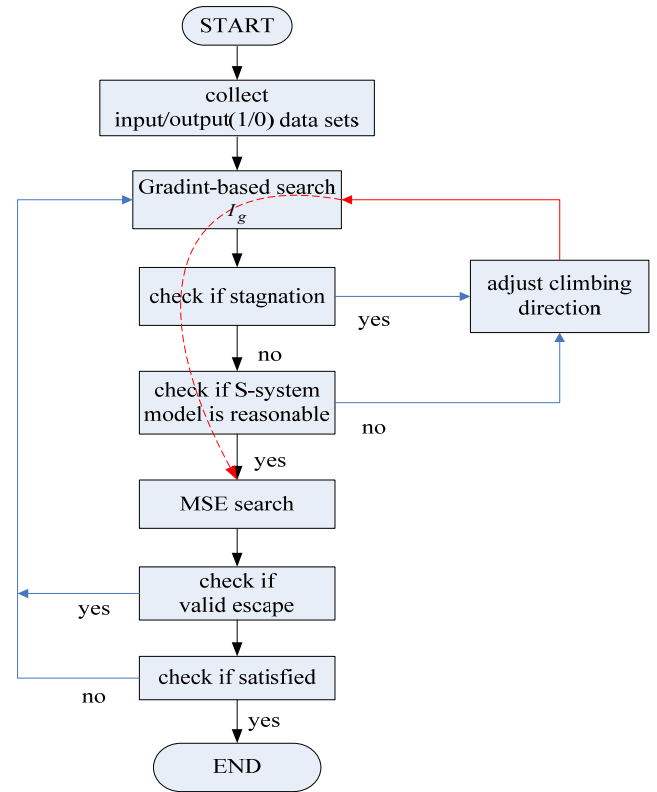 START
collect
input/output(1/0) data sets
Gradint-based search
I_g
check if stagnation
yes
adjust climbing
direction
no
check if S-system
model is reasonable
no
yes
MSE search
check if
valid escape
yes
check if satisfied
no
yes
END